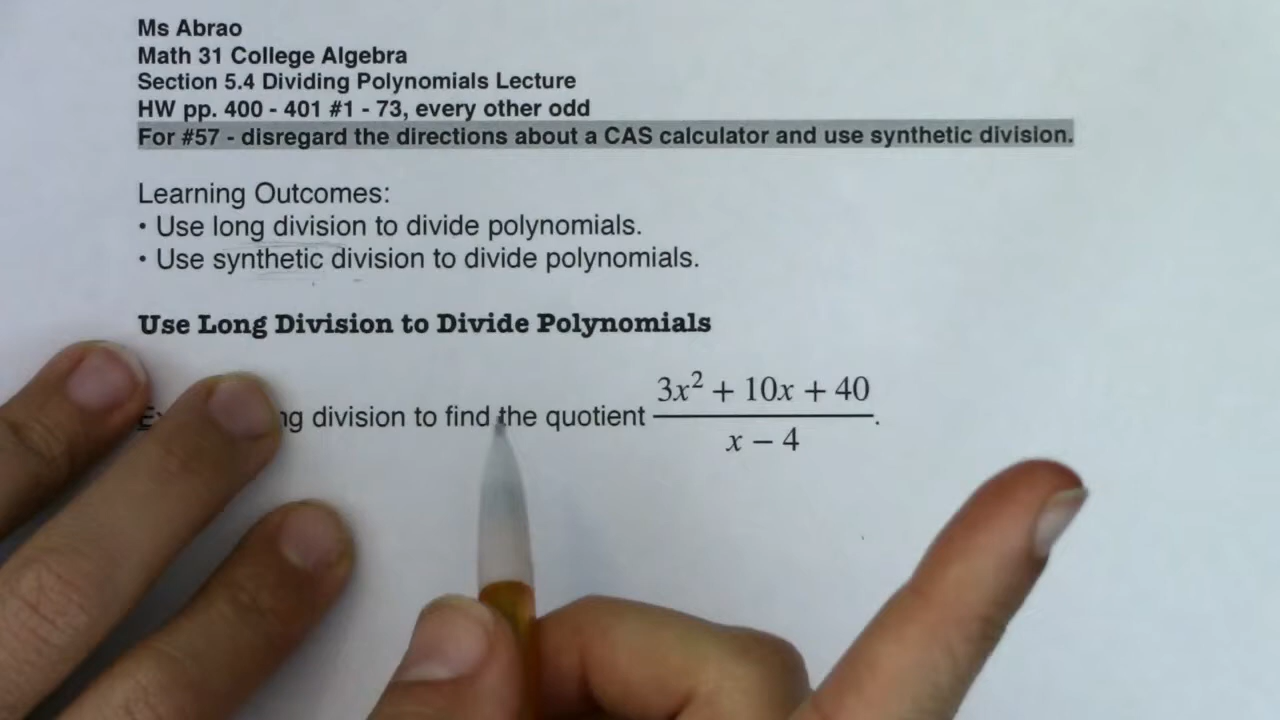 Ms Abrao
Math 31 College Algebra
Section 5.4 Dividing Polynomials Lecture
HW pp. 400 - 401 #1 - 73, every other odd
For #57 - disregard the directions about a CAS calculator and use synthetic division.
Learning Outcomes:
• Use long division to divide polynomials.
• Use synthetic division to divide polynomials.
Use Long Division to Divide Polynomials
division to find the quotient (3x² + 10x + 40)/(x − 4).